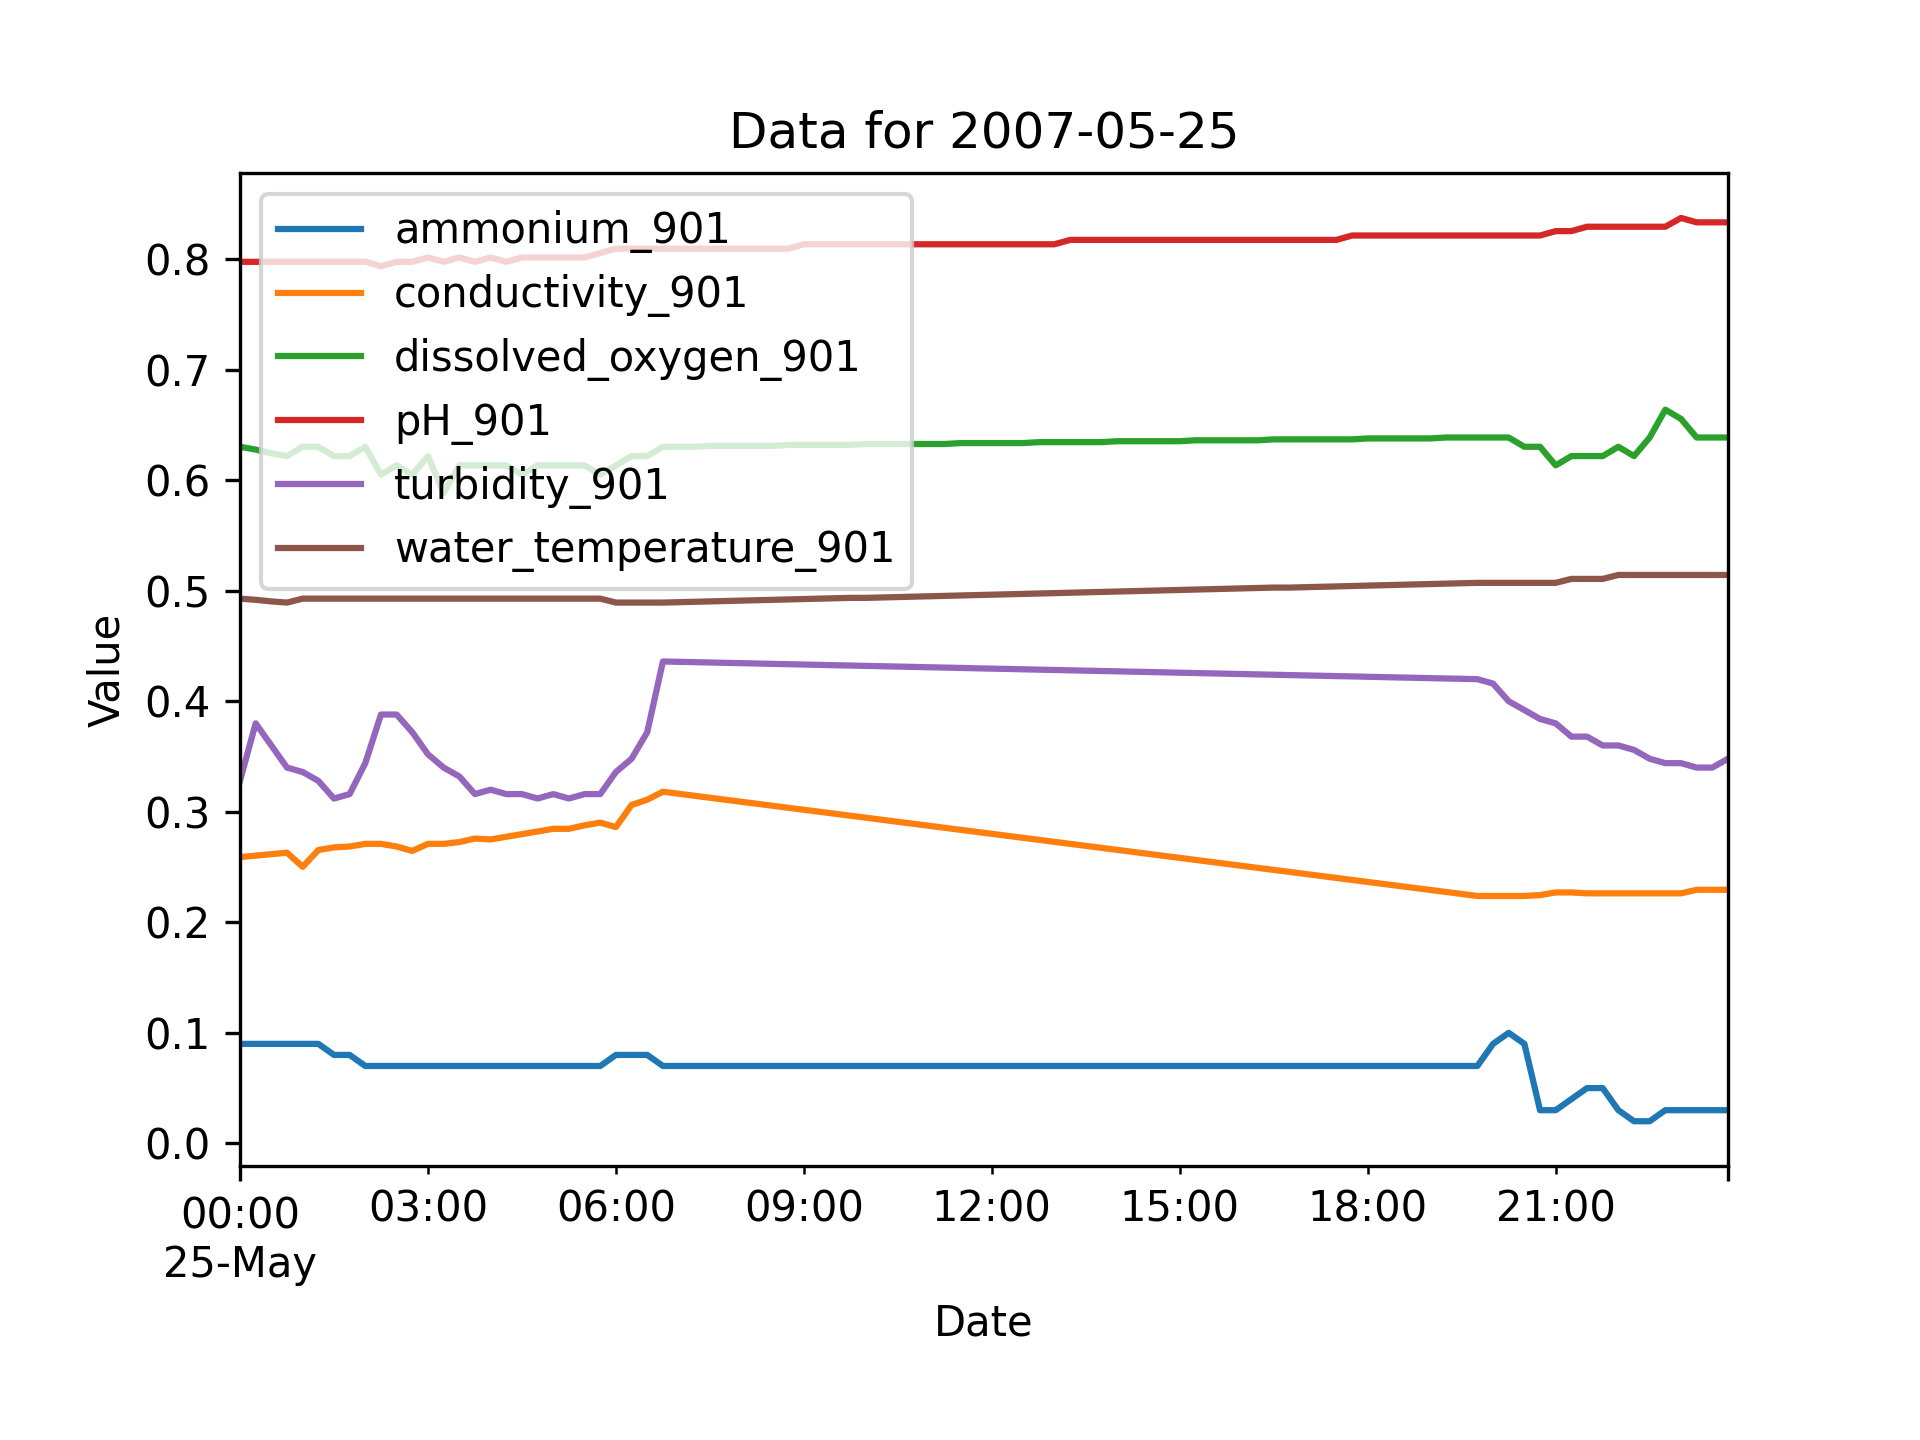 Data for 2007-05-25
ammonium_901
conductivity_901
dissolved_oxygen_901
pH_901
turbidity_901
water_temperature_901
0.8
0.7
0.6
0.5
0.4
0.3
0.2
0.1
0.0
Value
00:00 03:00 06:00 09:00 12:00 15:00 18:00 21:00
25-May
Date